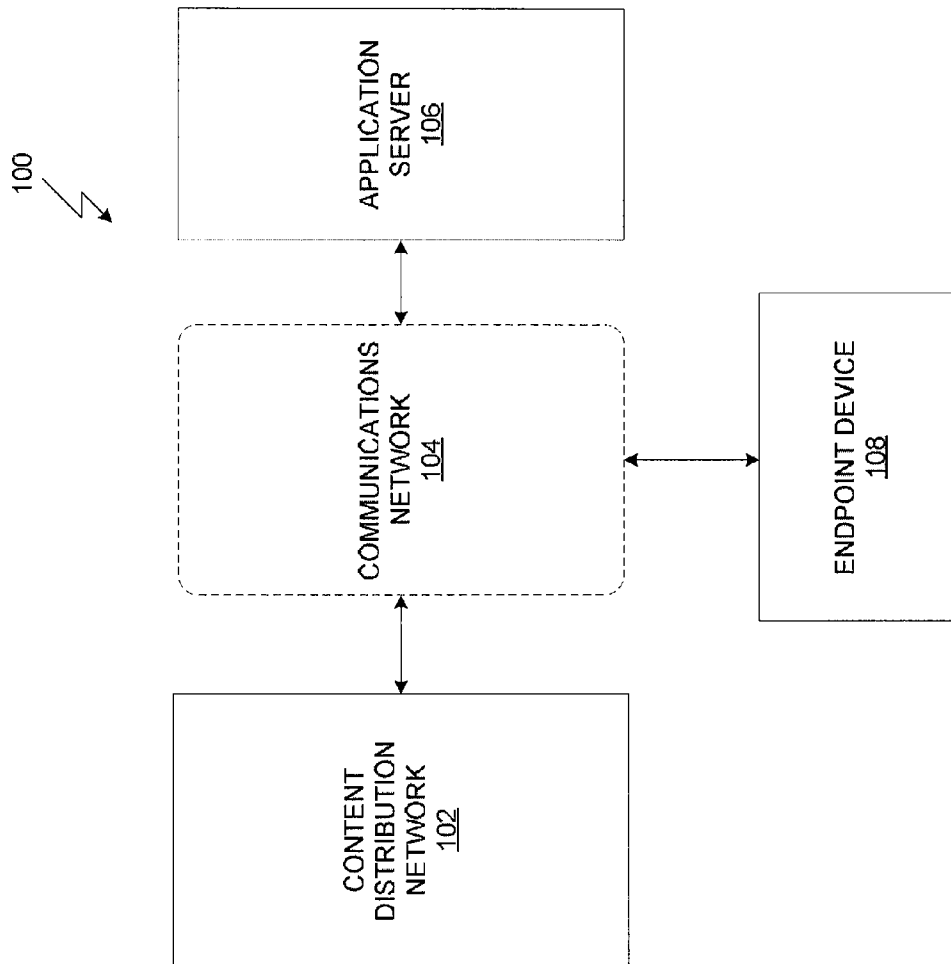 100
CONTENT
DISTRIBUTION
NETWORK
102
COMMUNICATIONS
NETWORK
104
APPLICATION
SERVER
106
ENDPOINT DEVICE
108